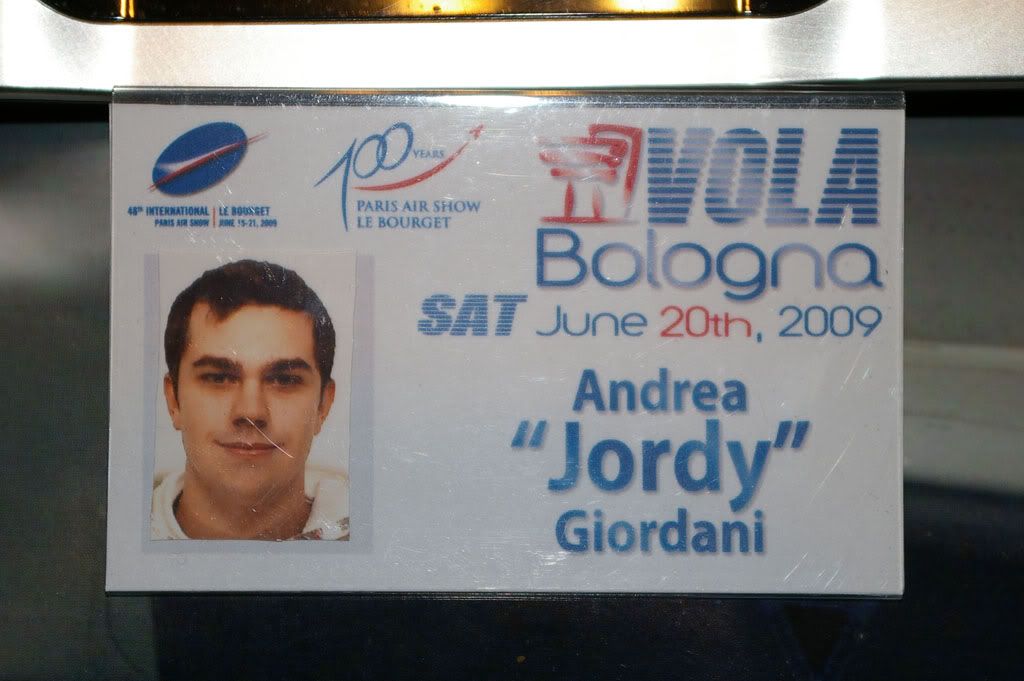 48th INTERNATIONAL | LE BOURGET
PARIS AIR SHOW | JUNE 15-21, 2009
100 YEARS
PARIS AIR SHOW
LE BOURGET
VOLA
Bologna
SAT June 20th, 2009
Andrea
“Jordy”
Giordani